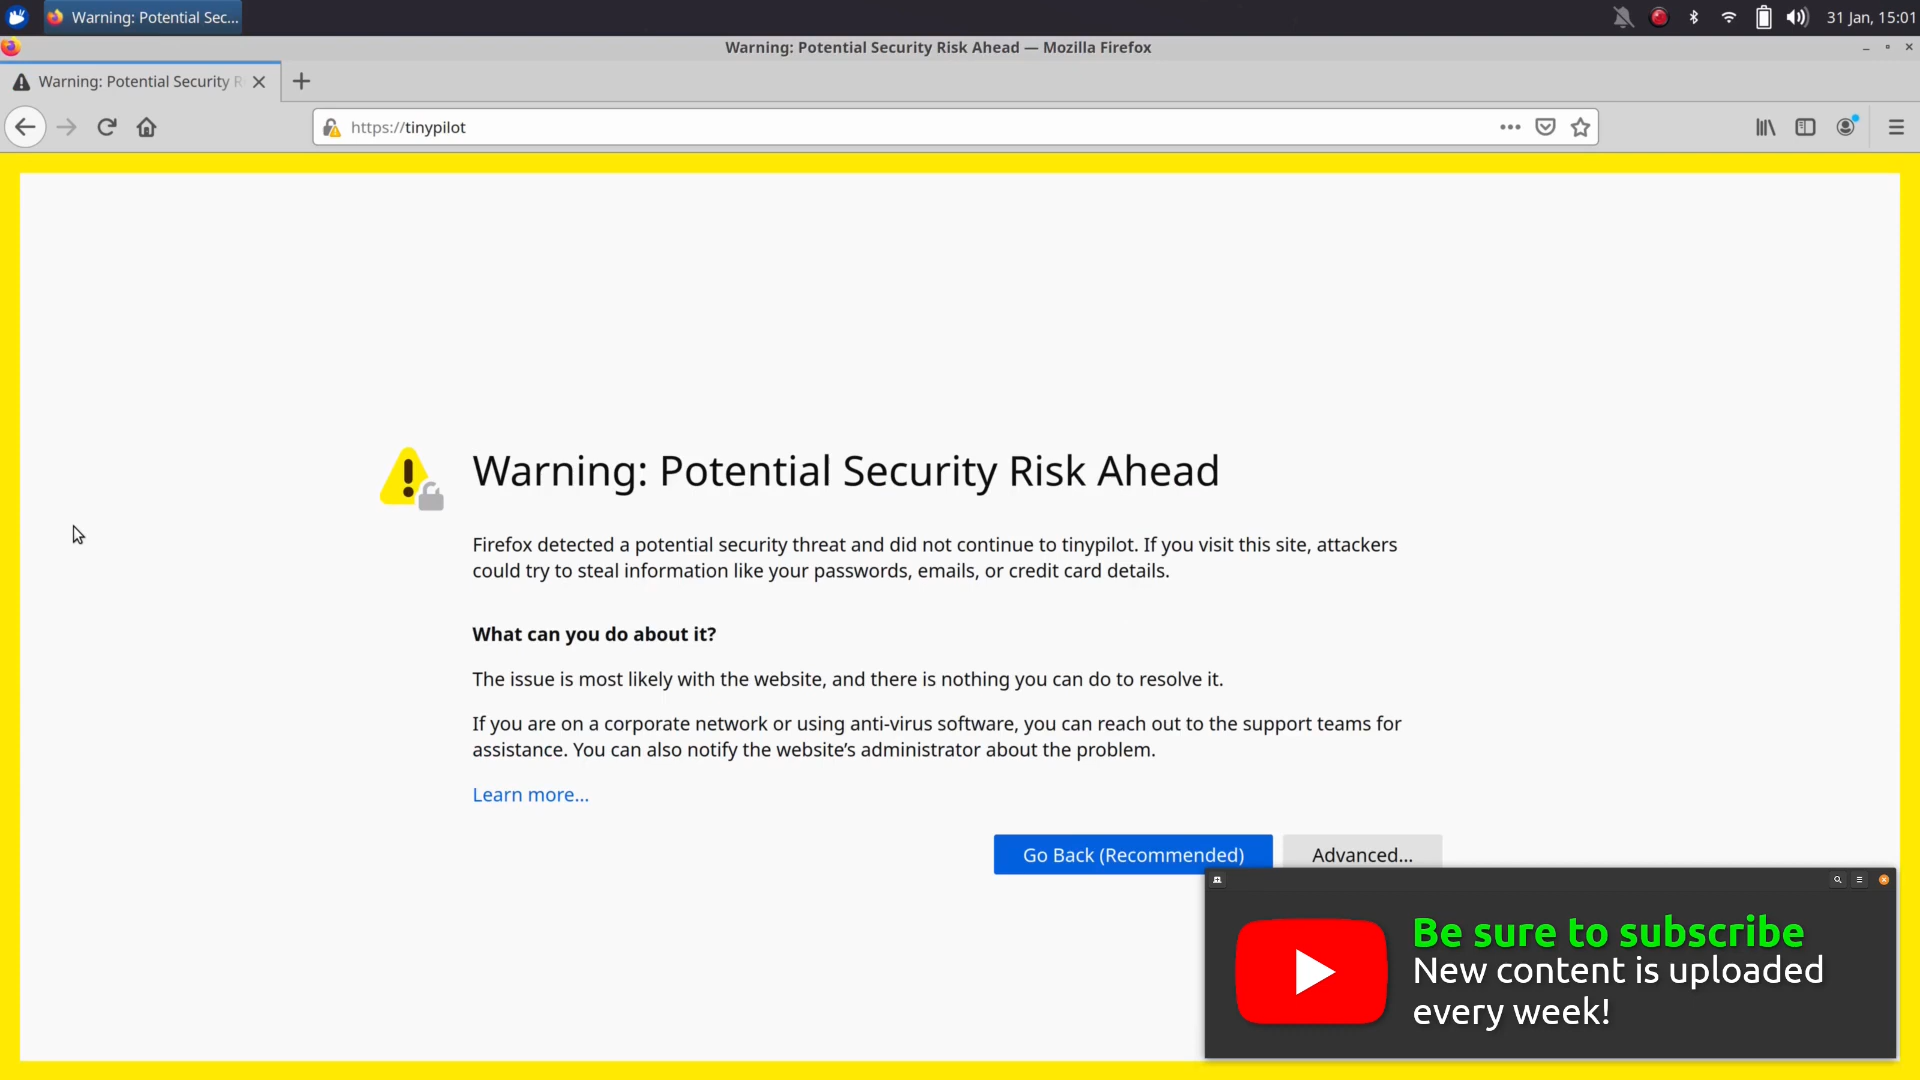 Warning: Potential Sec...
31 Jan, 15:01
Warning: Potential Security Risk Ahead — Mozilla Firefox
Warning: Potential Security R
https://tinypilot
Warning: Potential Security Risk Ahead
Firefox detected a potential security threat and did not continue to tinypilot. If you visit this site, attackers
could try to steal information like your passwords, emails, or credit card details.
What can you do about it?
The issue is most likely with the website, and there is nothing you can do to resolve it.
If you are on a corporate network or using anti-virus software, you can reach out to the support teams for
assistance. You can also notify the website’s administrator about the problem.
Learn more...
Go Back (Recommended)
Advanced...
Be sure to subscribe
New content is uploaded
every week!